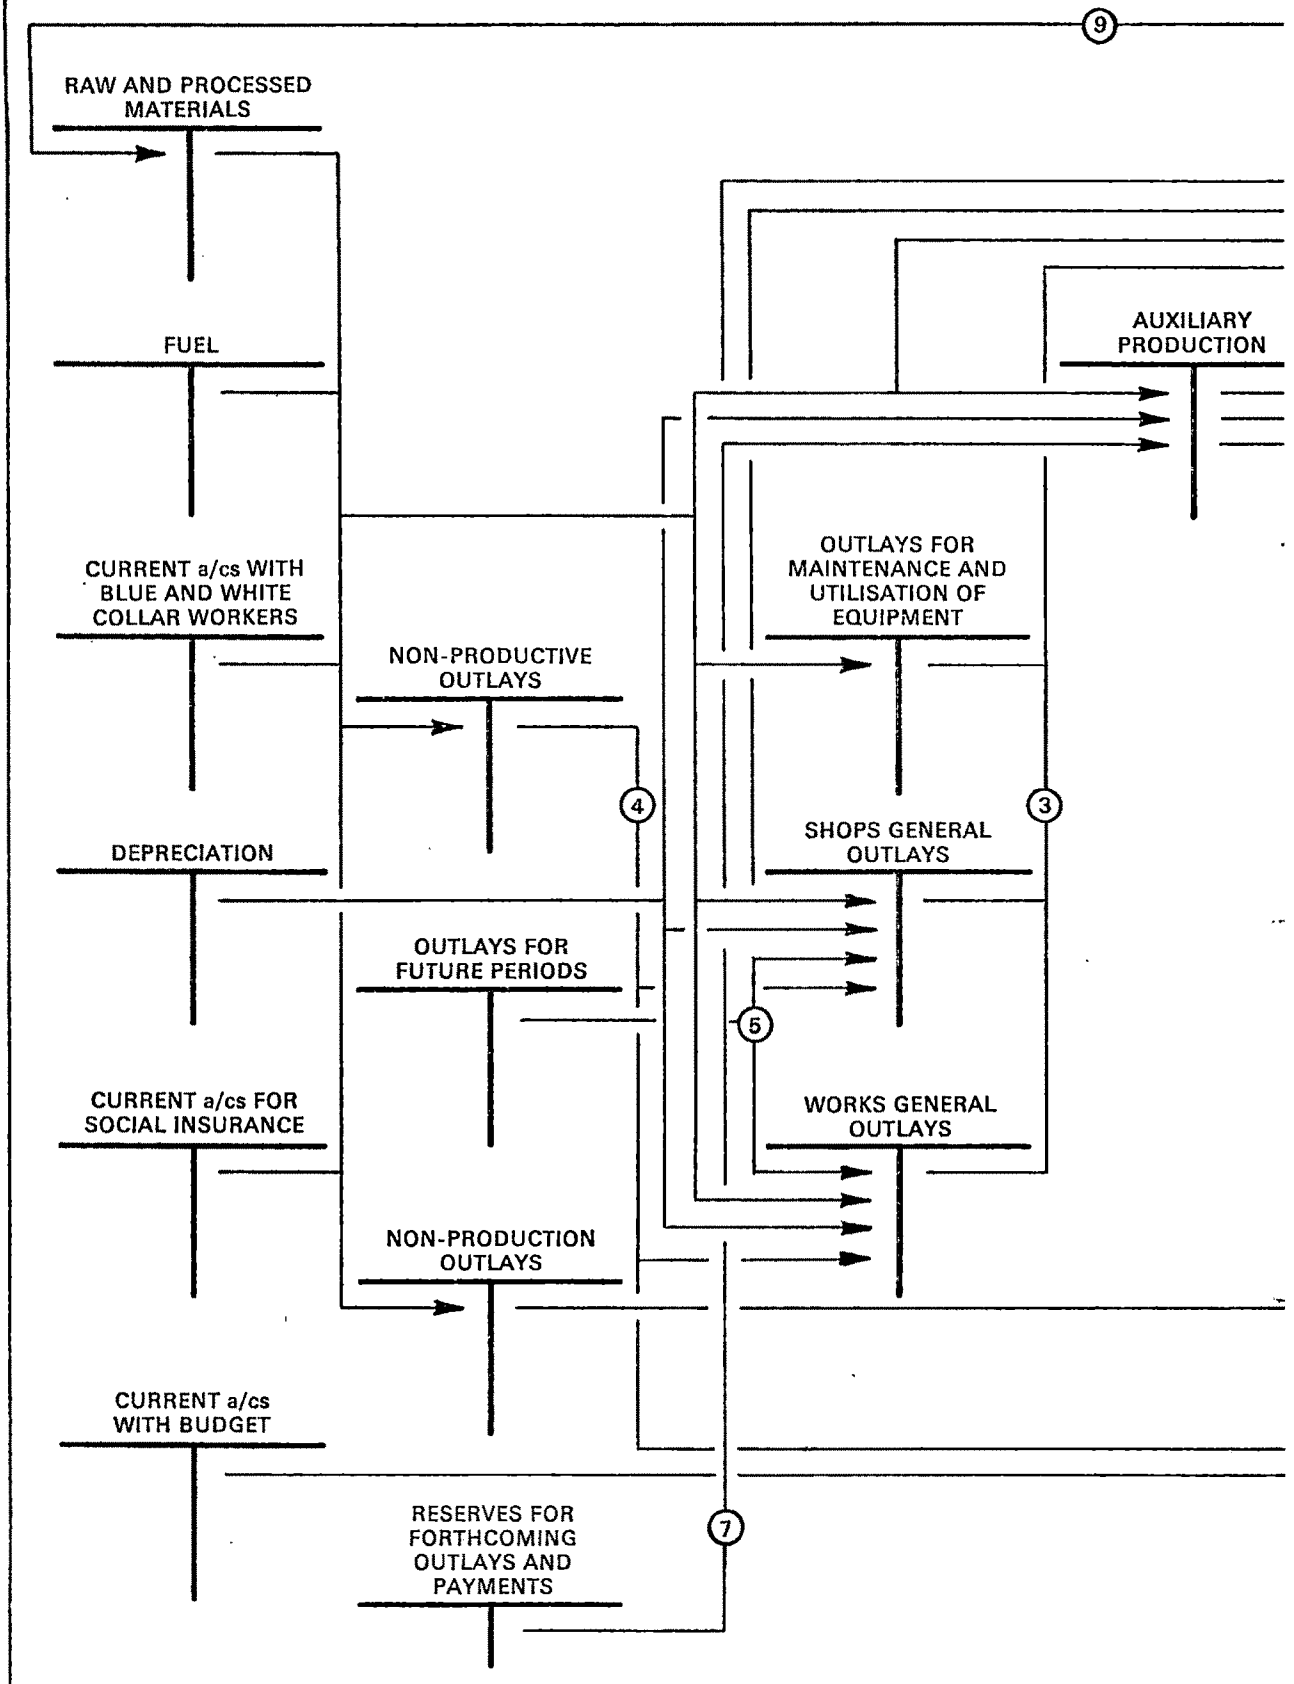 9
RAW AND PROCESSED
MATERIALS
AUXILIARY
PRODUCTION
FUEL
OUTLAYS FOR
MAINTENANCE AND
UTILISATION OF
EQUIPMENT
CURRENT a/cs WITH
BLUE AND WHITE
COLLAR WORKERS
NON-PRODUCTIVE
OUTLAYS
4
3
SHOPS GENERAL
OUTLAYS
DEPRECIATION
OUTLAYS FOR
FUTURE PERIODS
5
CURRENT a/cs FOR
SOCIAL INSURANCE
WORKS GENERAL
OUTLAYS
NON-PRODUCTION
OUTLAYS
CURRENT a/cs
WITH BUDGET
RESERVES FOR
FORTHCOMING
OUTLAYS AND
PAYMENTS
7